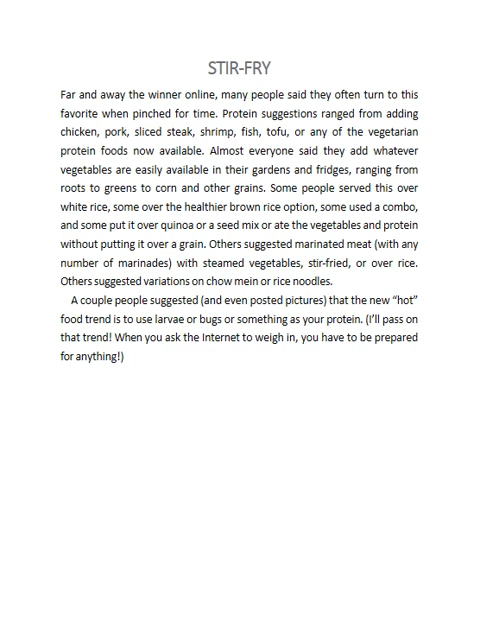 STIR-FRY
Far and away the winner online, many people said they often turn to this
favorite when pinched for time. Protein suggestions ranged from adding
chicken, pork, sliced steak, shrimp, fish, tofu, or any of the vegetarian
protein foods now available. Almost everyone said they add whatever
vegetables are easily available in their gardens and fridges, ranging from
roots to greens to corn and other grains. Some people served this over
white rice, some over the healthier brown rice option, some used a combo,
and some put it over quinoa or a seed mix or ate the vegetables and protein
without putting it over a grain. Others suggested marinated meat (with any
number of marinades) with steamed vegetables, stir-fried, or over rice.
Others suggested variations on chow mein or rice noodles.
A couple people suggested (and even posted pictures) that the new “hot”
food trend is to use larvae or bugs or something as your protein. (I’ll pass on
that trend! When you ask the Internet to weigh in, you have to be prepared
for anything!)